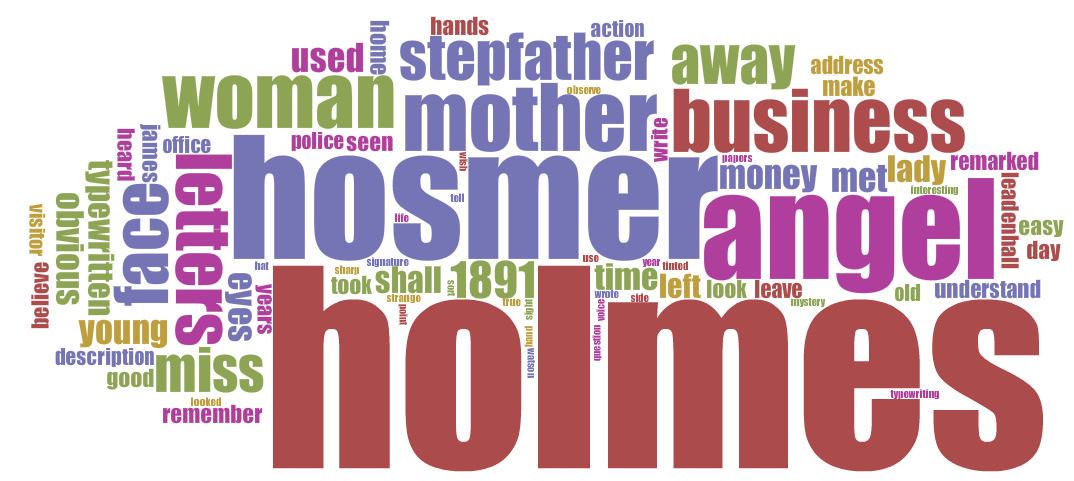 hands
action
home
used
stepfather
away
address
make
woman
observe
mother
business
heard
james
office
police
seen
write
wish
papers
money
met
lady
remarked
interesting
typewritten
obvious
visitor
face
letters
hosmer
tell
life
angel
leadenhall
easy
day
believe
hat
signature
sharp
took
shall
strange
sort
1891
use
year
tinted
time
wrote
side
left
look
leave
mystery
old
understand
eyes
years
point
true
sight
pand
watson
voice
question
young
description
good
miss
looked
remember
holmes
typewriting